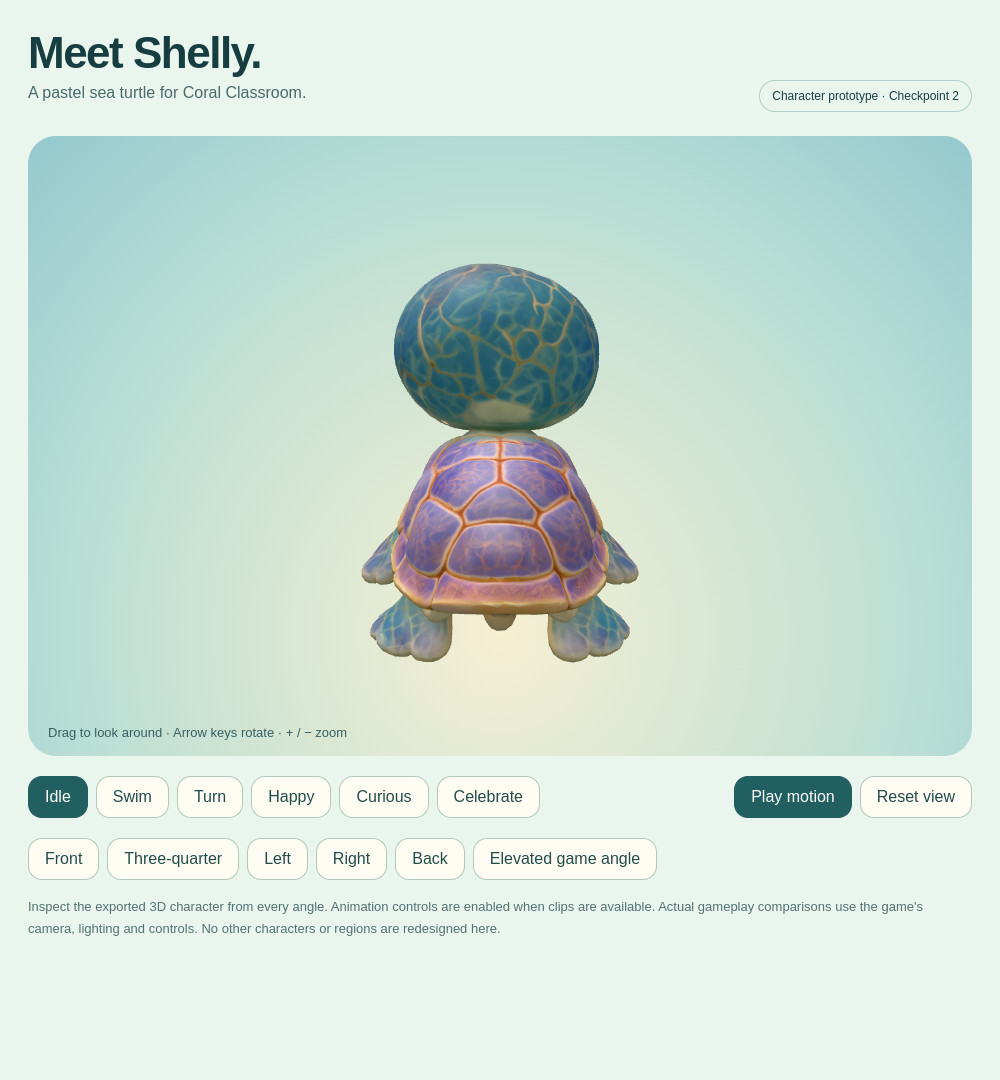 Meet Shelly.
A pastel sea turtle for Coral Classroom.
Character prototype · Checkpoint 2
Drag to look around · Arrow keys rotate · + / − zoom
Idle
Swim
Turn
Happy
Curious
Celebrate
Play motion
Reset view
Front
Three-quarter
Left
Right
Back
Elevated game angle
Inspect the exported 3D character from every angle. Animation controls are enabled when clips are available. Actual gameplay comparisons use the game's
camera, lighting and controls. No other characters or regions are redesigned here.